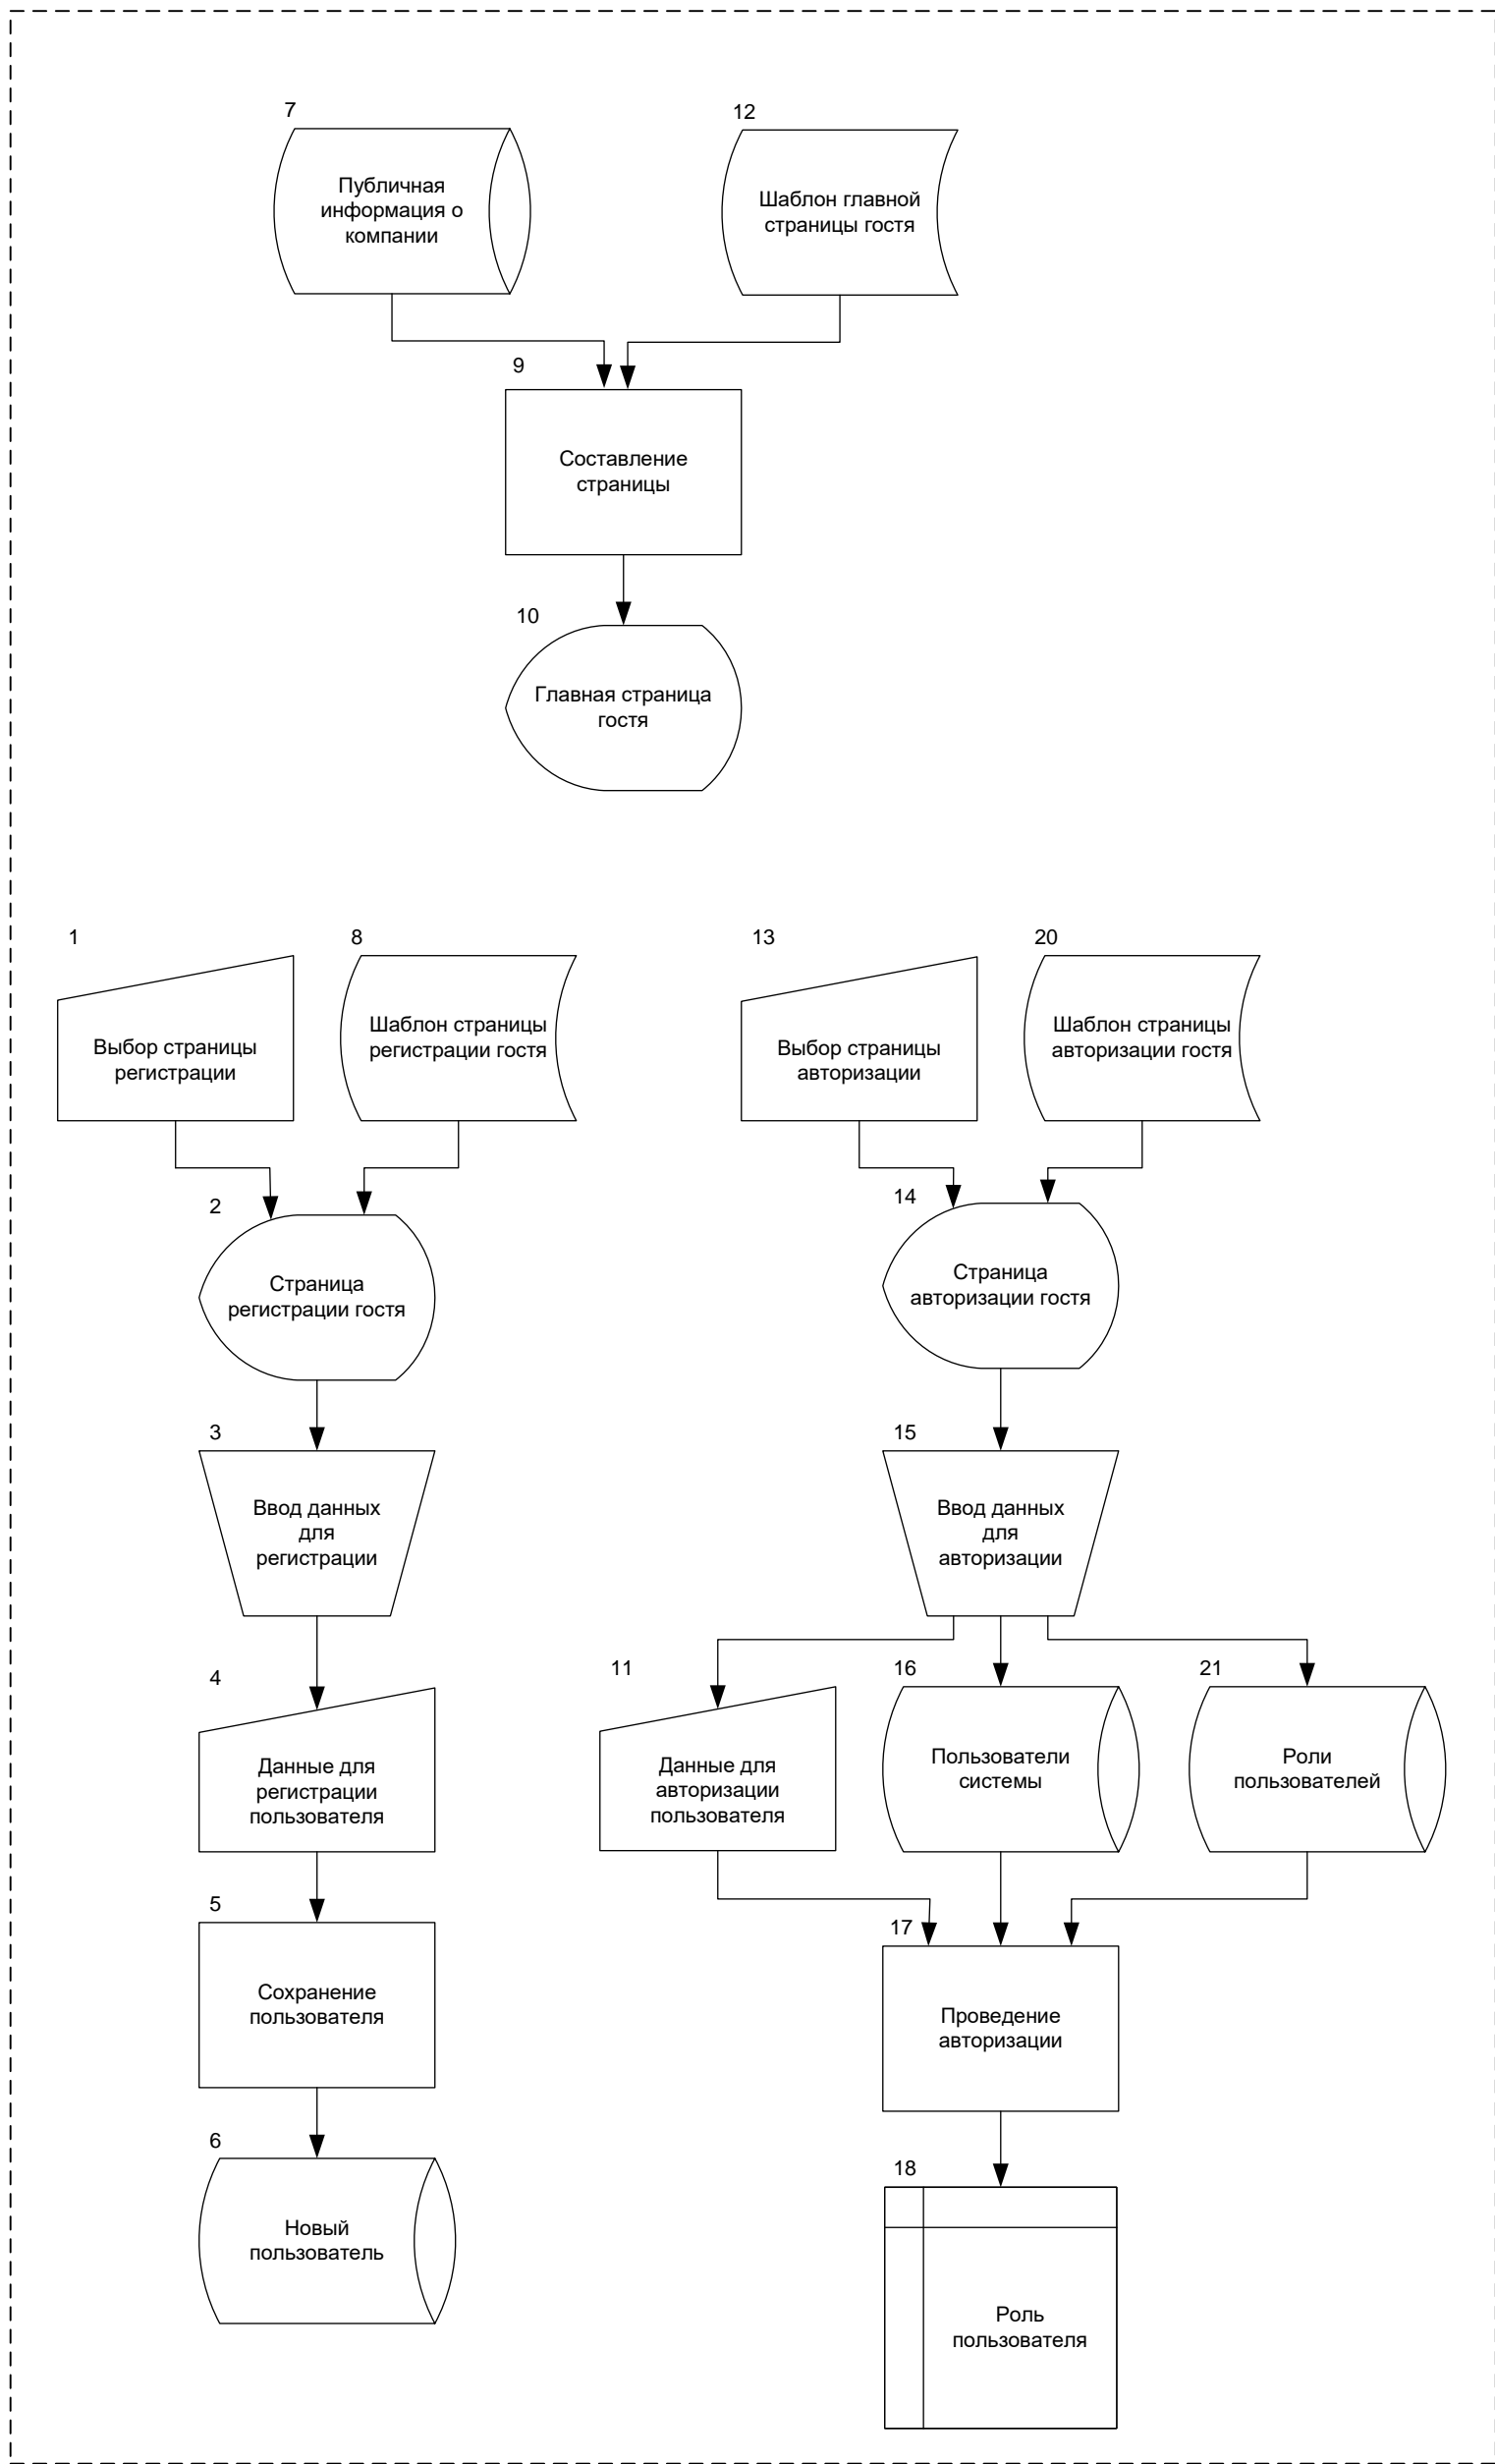 7
Публичная
информация о
компании
12
Шаблон главной
страницы гостя
9
Составление
страницы
10
Главная страница
гостя
1
Выбор страницы
регистрации
8
Шаблон страницы
регистрации гостя
13
Выбор страницы
авторизации
20
Шаблон страницы
авторизации гостя
2
Страница
регистрации гостя
14
Страница
авторизации гостя
3
Ввод данных
для
регистрации
15
Ввод данных
для
авторизации
4
Данные для
регистрации
пользователя
11
Данные для
авторизации
пользователя
16
Пользователи
системы
21
Роли
пользователей
5
Сохранение
пользователя
17
Проведение
авторизации
6
Новый
пользователь
18
Роль
пользователя